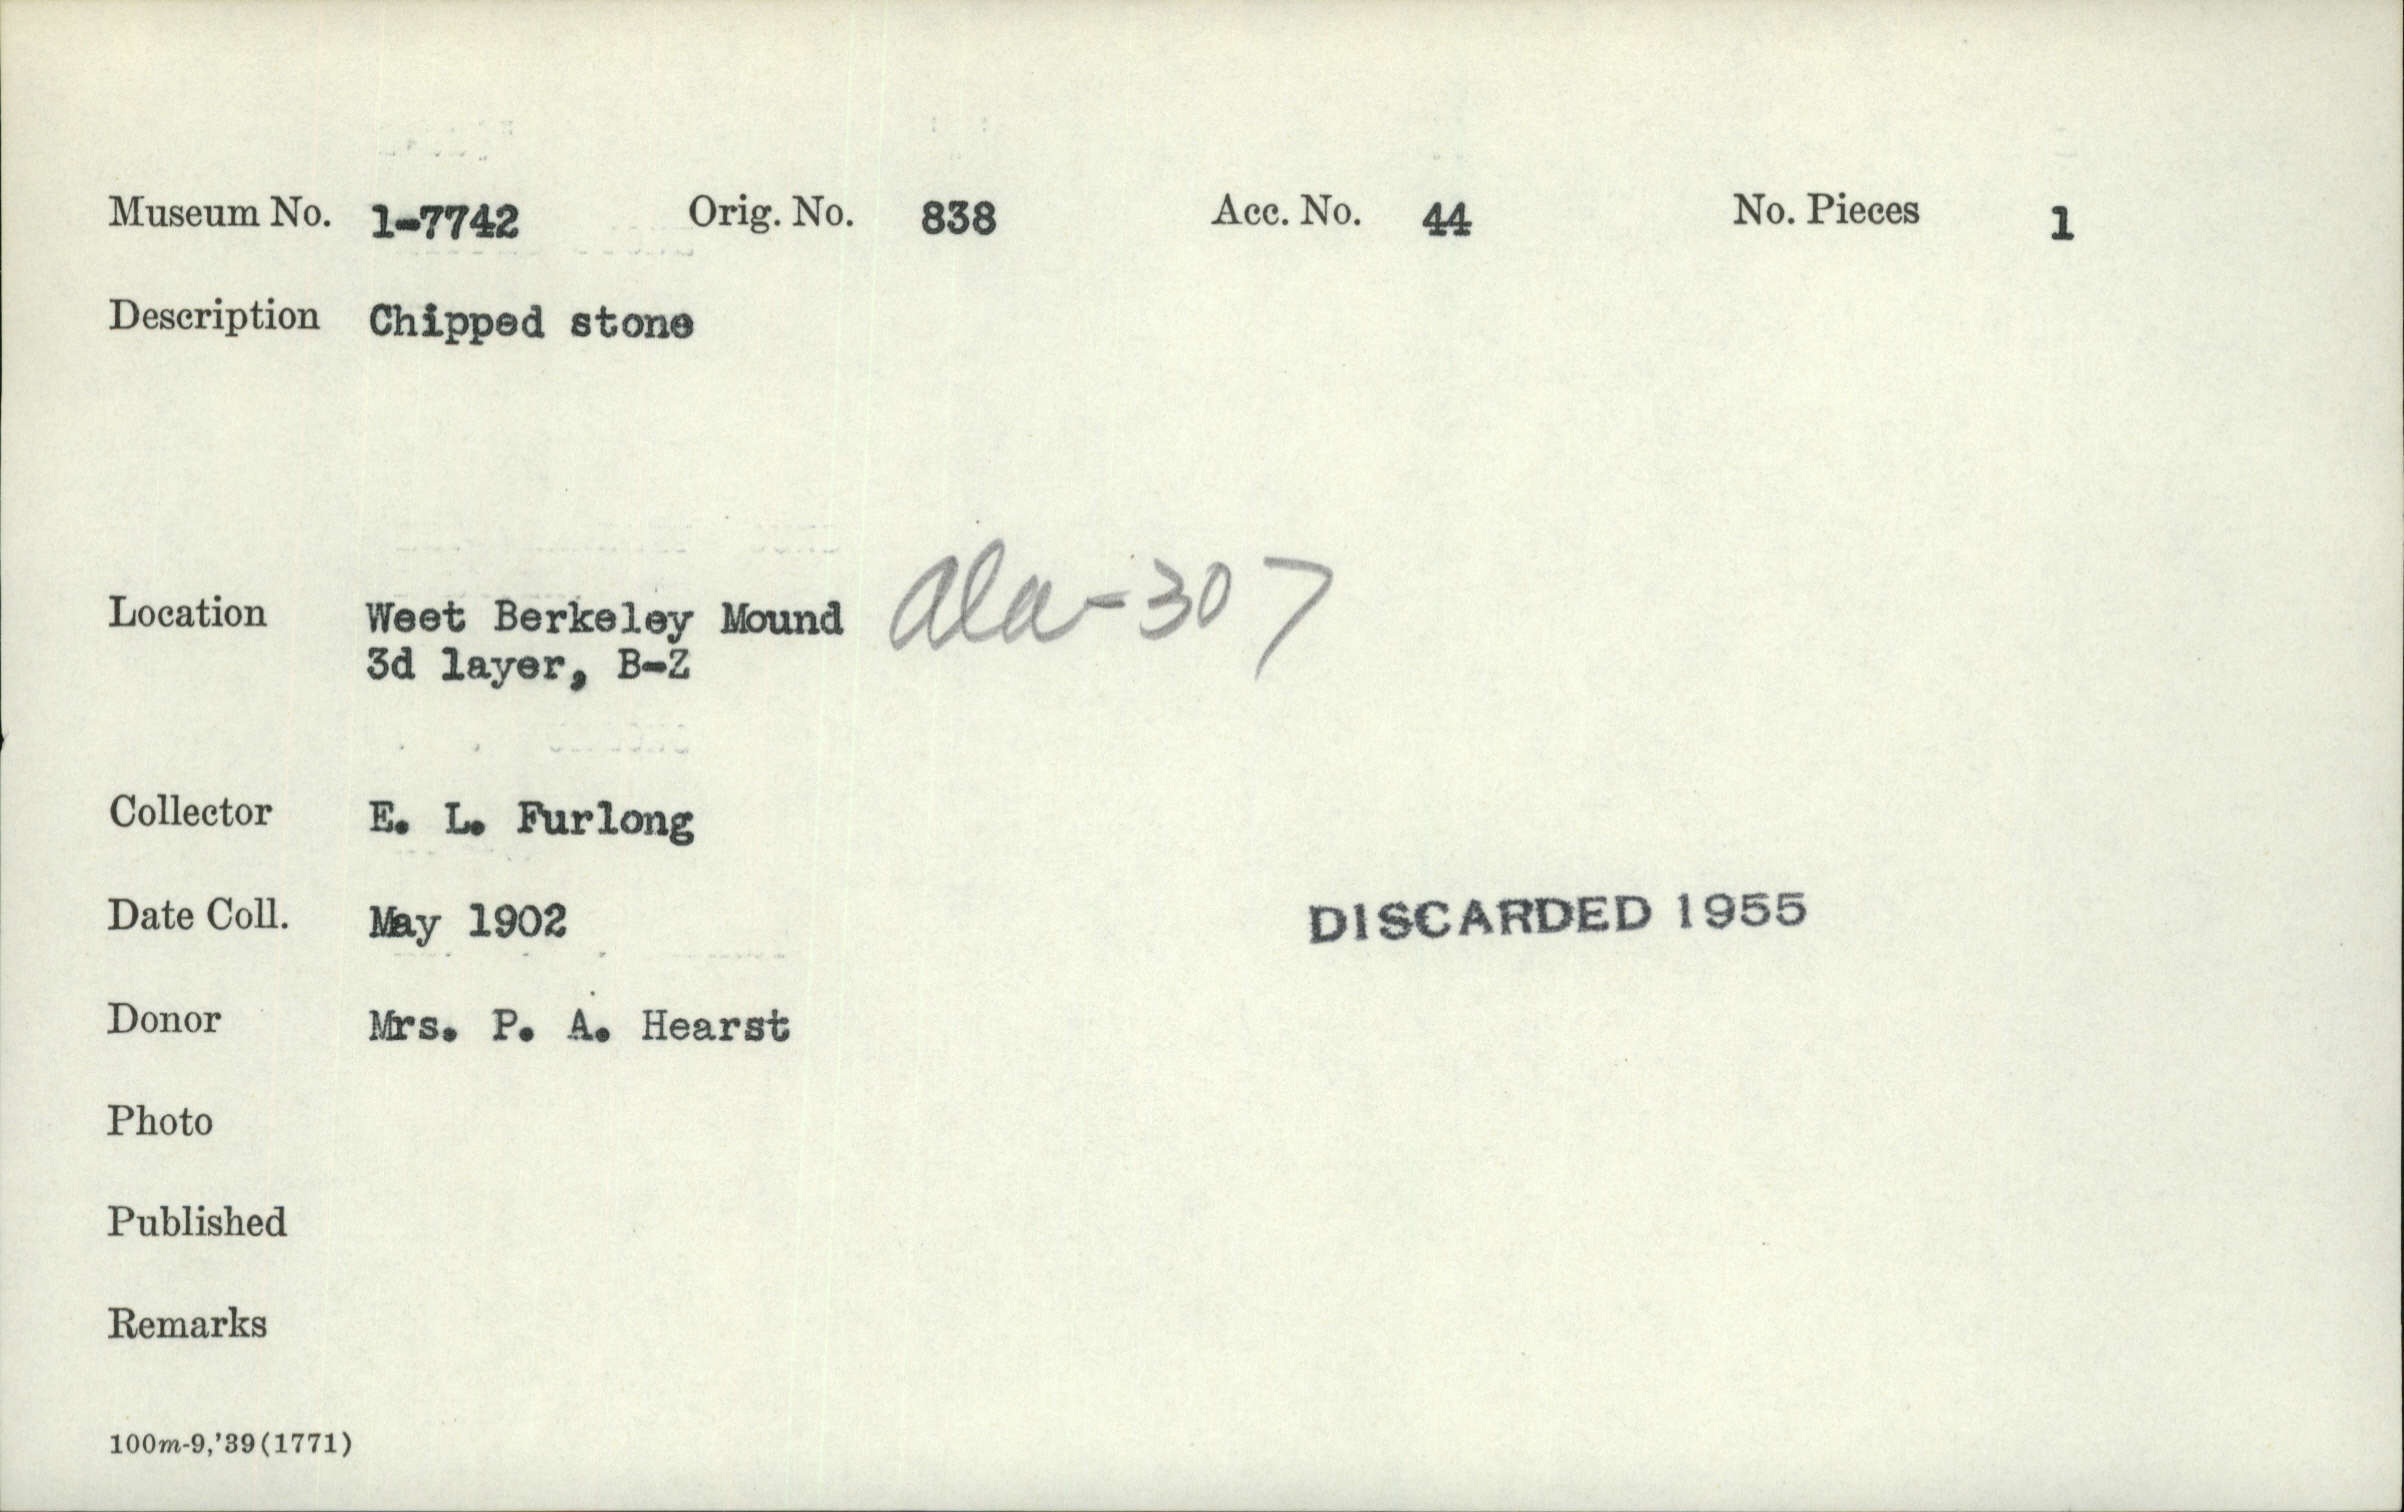 Museum No. 1-7742 Orig. No. 838 Acc. No. 44 No. Pieces 1
Description Chipped stone
Location Weet Berkeley Mound Ala-307
3d layer, B-Z
Collector E. L. Furlong
Date Coll. May 1902 DISCARDED 1955
Donor Mrs. P. A. Hearst
Photo
Published
Remarks
100m-9,'39(1771)